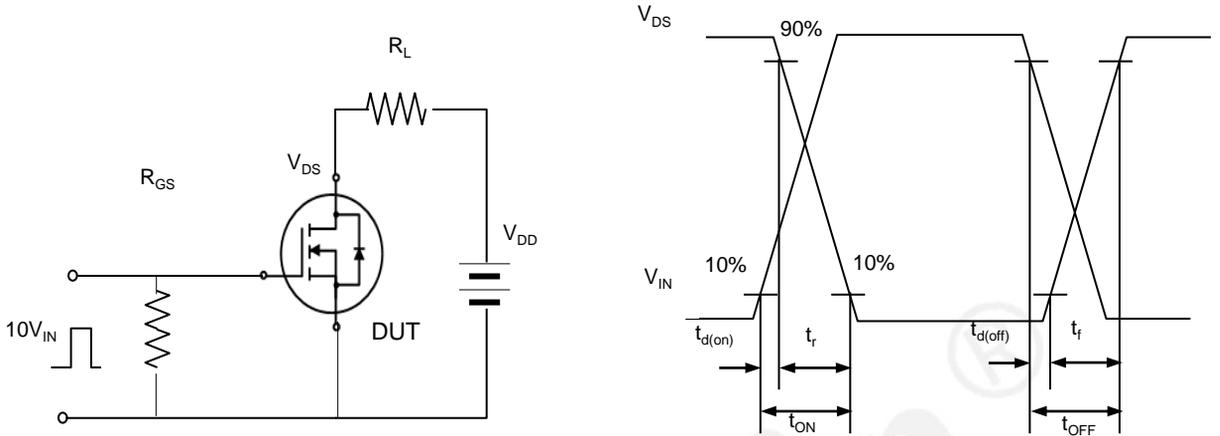 R_L
R_GS
V_DS
V_DD
10V_IN
DUT
V_DS
90%
V_IN
10%
10%
t_d(on)
t_r
t_d(off)
t_f
t_ON
t_OFF